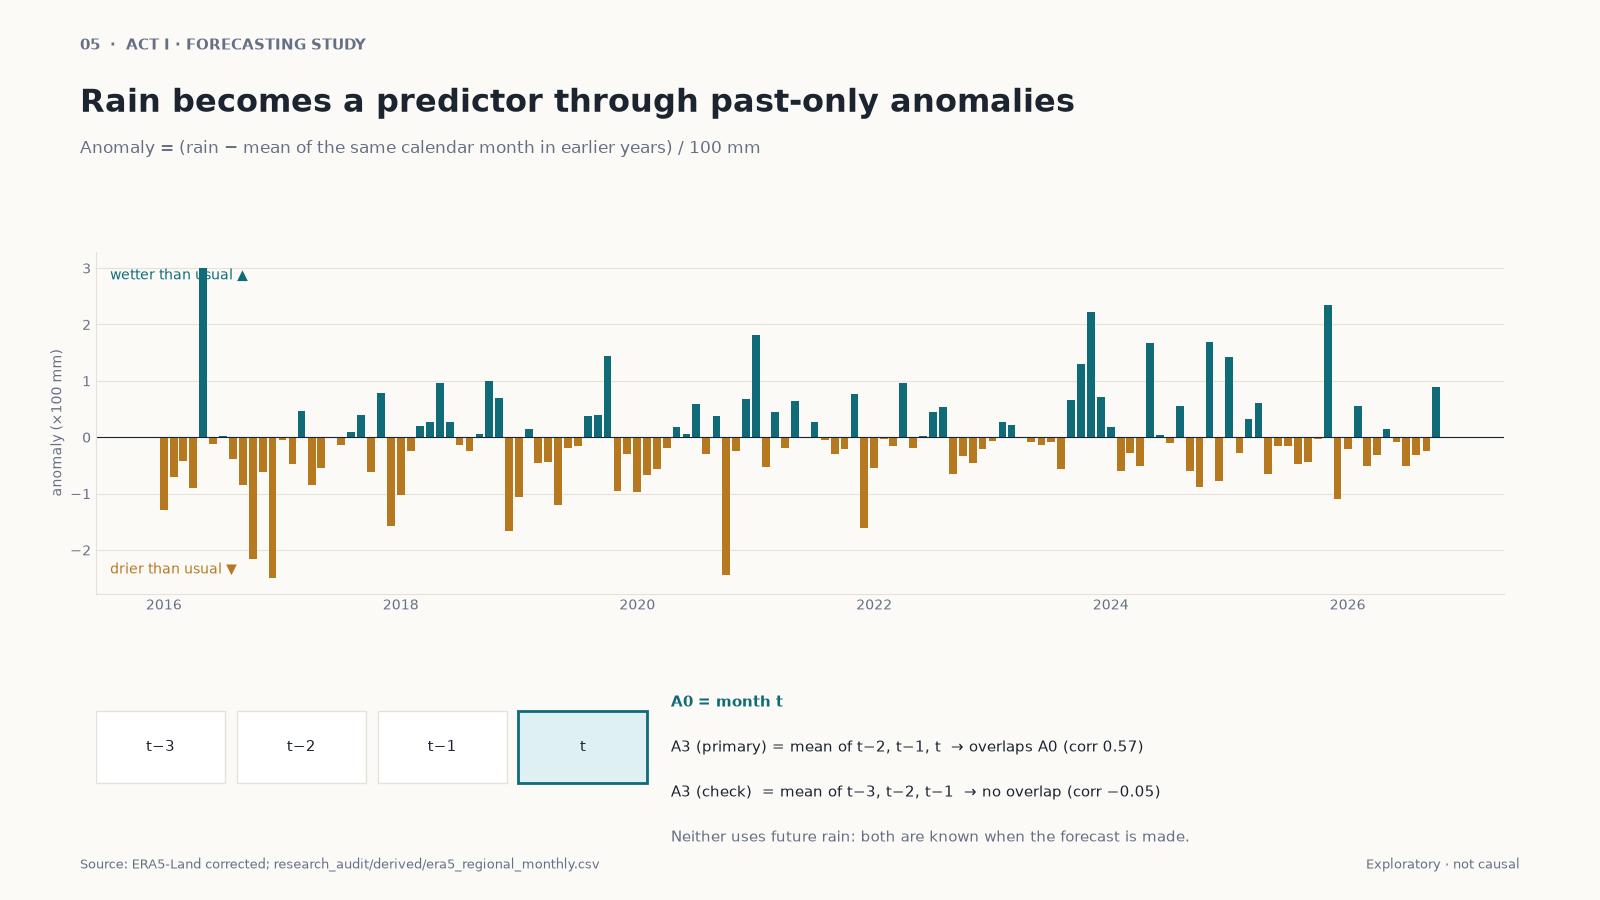 05 · ACT I · FORECASTING STUDY
Rain becomes a predictor through past-only anomalies
Anomaly = (rain − mean of the same calendar month in earlier years) / 100 mm
anomaly (×100 mm)
3
2
1
0
−1
−2
wetter than usual ▲
drier than usual ▼
2016
2018
2020
2022
2024
2026
t−3
t−2
t−1
t
A0 = month t
A3 (primary) = mean of t−2, t−1, t → overlaps A0 (corr 0.57)
A3 (check) = mean of t−3, t−2, t−1 → no overlap (corr −0.05)
Neither uses future rain: both are known when the forecast is made.
Source: ERA5-Land corrected; research_audit/derived/era5_regional_monthly.csv
Exploratory · not causal